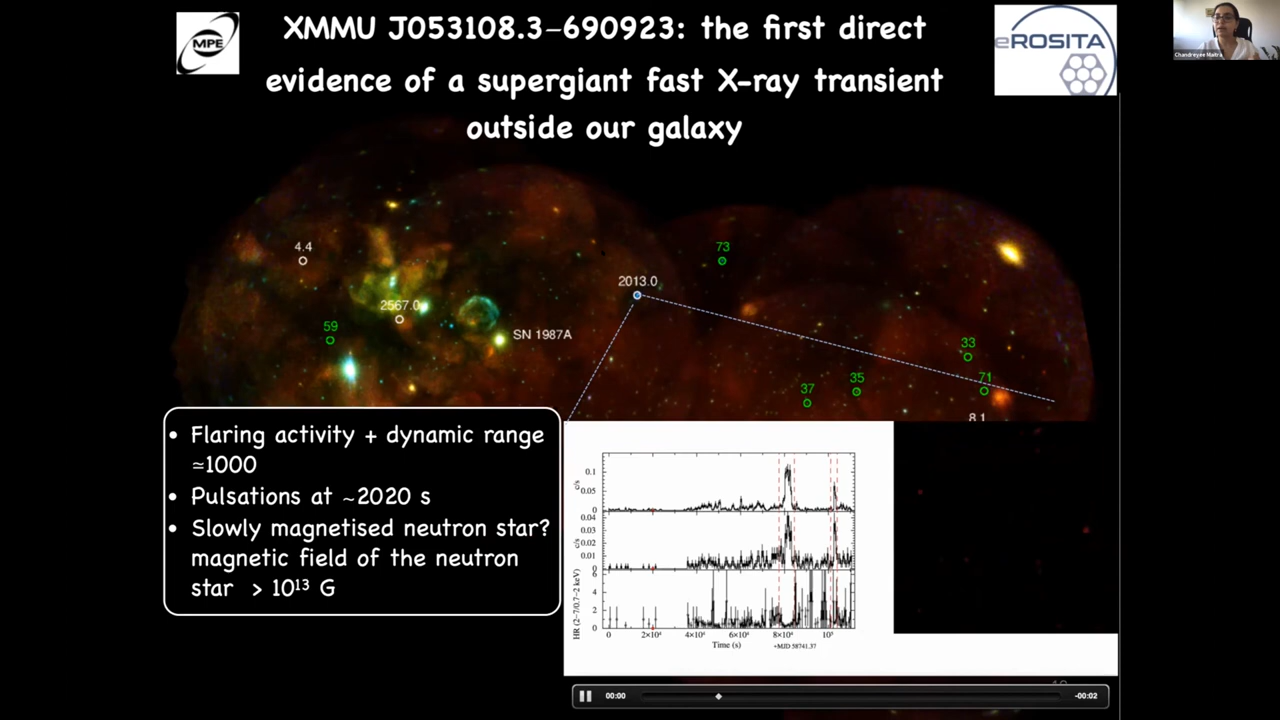 MPE
XMMU J053108.3–690923: the first direct
evidence of a supergiant fast X-ray transient
outside our galaxy
eROSITA
Chandreyee Maitra
4.4
2567.0
59
SN 1987A
2013.0
73
33
71
35
37
8.1
• Flaring activity + dynamic range
≃1000
• Pulsations at ~2020 s
• Slowly magnetised neutron star?
magnetic field of the neutron
star > 10¹³ G
0.1
0.05
0
c/s
0.04
0.03
0.02
0.01
0
c/s
6
4
2
0
HR (2−7/0.7−2 keV)
0 2×10⁴ 4×10⁴ 6×10⁴ 8×10⁴ 10⁵
Time (s) +MJD 58741.37
00:00
-00:02